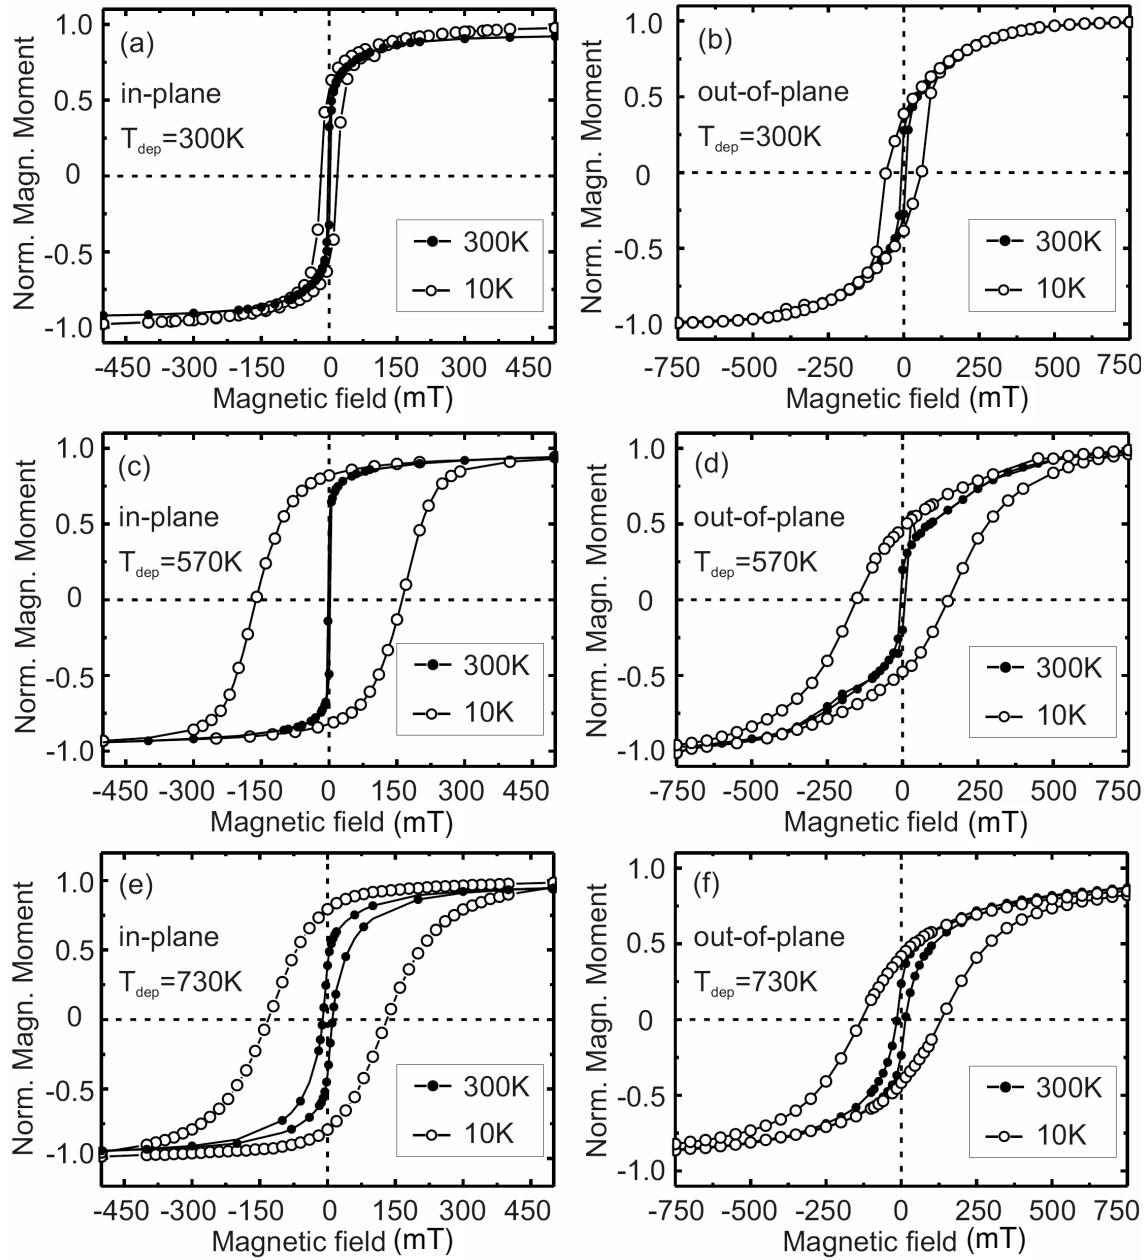 (a)
in-plane
Tdep=300K
300K
10K
Norm. Magn. Moment
1.0
0.5
0
-0.5
-1.0
-450 -300 -150 0 150 300 450
Magnetic field (mT)
(b)
out-of-plane
Tdep=300K
300K
10K
Norm. Magn. Moment
1.0
0.5
0
-0.5
-1.0
-750 -500 -250 0 250 500 750
Magnetic field (mT)
(c)
in-plane
Tdep=570K
300K
10K
Norm. Magn. Moment
1.0
0.5
0
-0.5
-1.0
-450 -300 -150 0 150 300 450
Magnetic field (mT)
(d)
out-of-plane
Tdep=570K
300K
10K
Norm. Magn. Moment
1.0
0.5
0
-0.5
-1.0
-750 -500 -250 0 250 500 750
Magnetic field (mT)
(e)
in-plane
Tdep=730K
300K
10K
Norm. Magn. Moment
1.0
0.5
0
-0.5
-1.0
-450 -300 -150 0 150 300 450
Magnetic field (mT)
(f)
out-of-plane
Tdep=730K
300K
10K
Norm. Magn. Moment
1.0
0.5
0
-0.5
-1.0
-750 -500 -250 0 250 500 750
Magnetic field (mT)